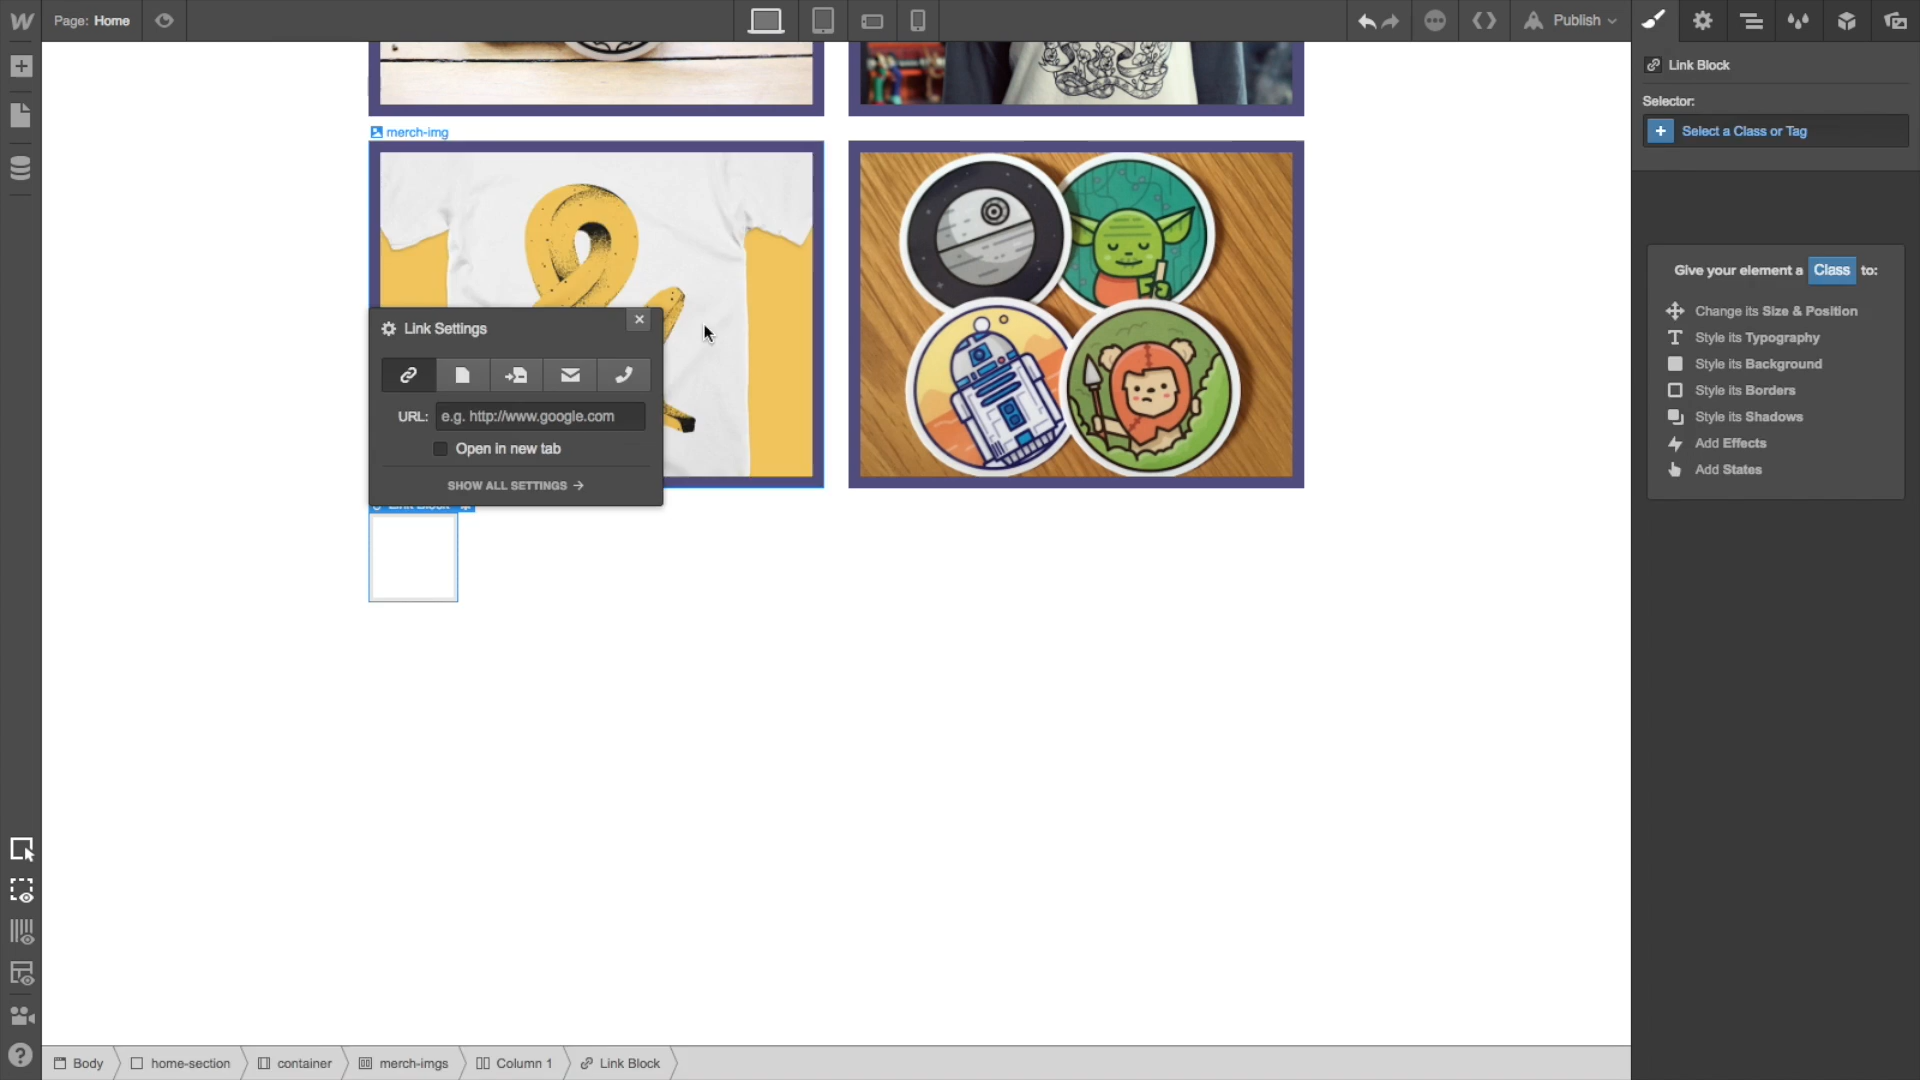 W
Page: Home
Publish
Link Block
Selector:
+ Select a Class or Tag
merch-img
Give your element a Class to:
Change its Size & Position
Style its Typography
Style its Background
Style its Borders
Style its Shadows
Add Effects
Add States
Link Settings
URL: e.g. http://www.google.com
Open in new tab
SHOW ALL SETTINGS →
Link Block
Body
home-section
container
merch-imgs
Column 1
Link Block